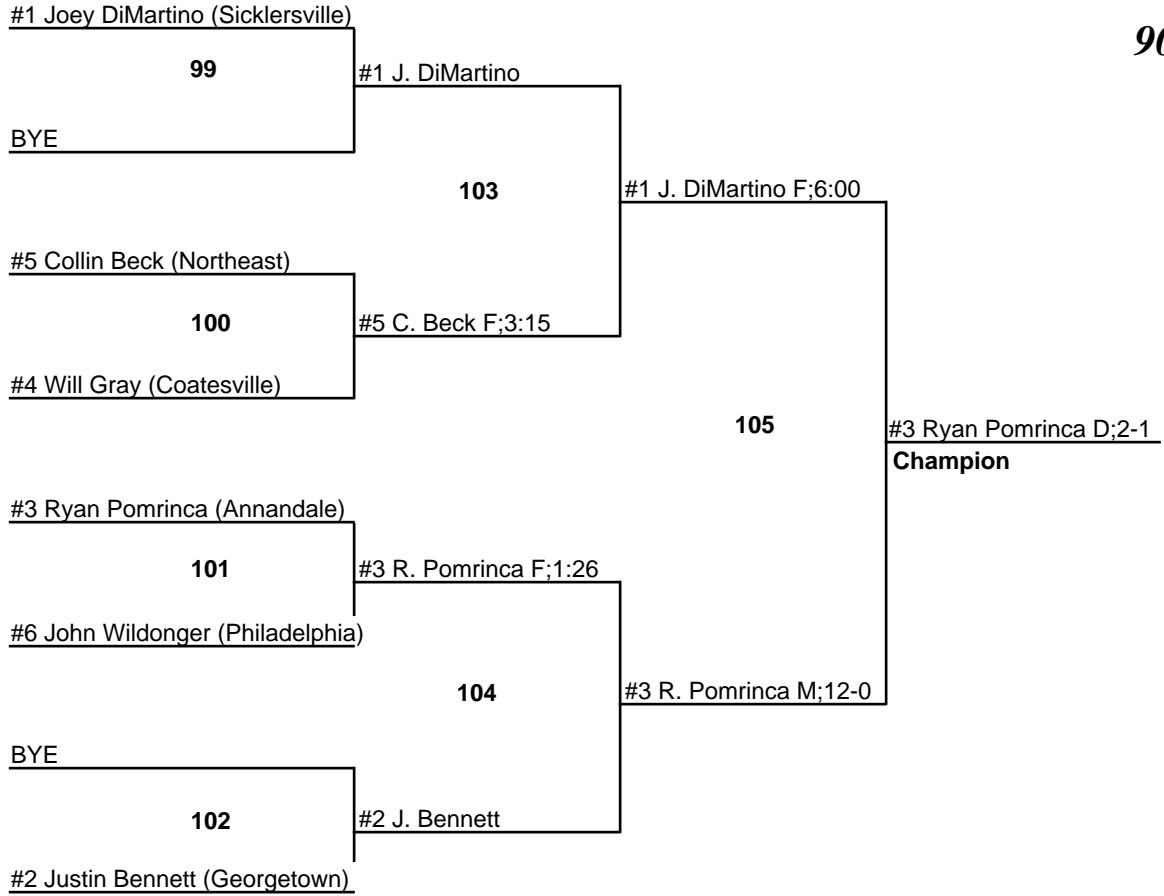 #1 Joey DiMartino (Sicklersville)
90
99
#1 J. DiMartino
BYE
103
#1 J. DiMartino F;6:00
#5 Collin Beck (Northeast)
100
#5 C. Beck F;3:15
#4 Will Gray (Coatesville)
105
#3 Ryan Pomrinca D;2-1
Champion
#3 Ryan Pomrinca (Annandale)
101
#3 R. Pomrinca F;1:26
#6 John Wildonger (Philadelphia)
104
#3 R. Pomrinca M;12-0
BYE
102
#2 J. Bennett
#2 Justin Bennett (Georgetown)